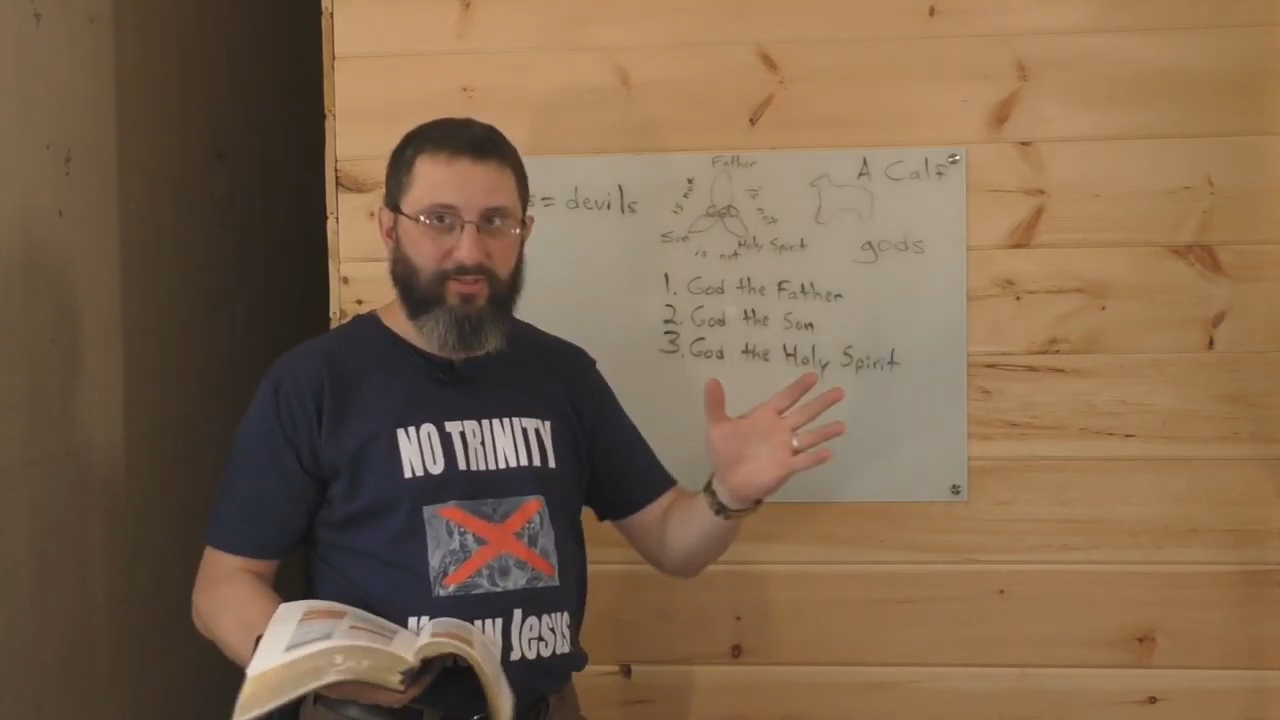 s= devils
Father
is not
is not
God
Son
Holy Spirit
is not
A Calf
gods
1. God the Father
2. God the Son
3. God the Holy Spirit
NO TRINITY
Jesus